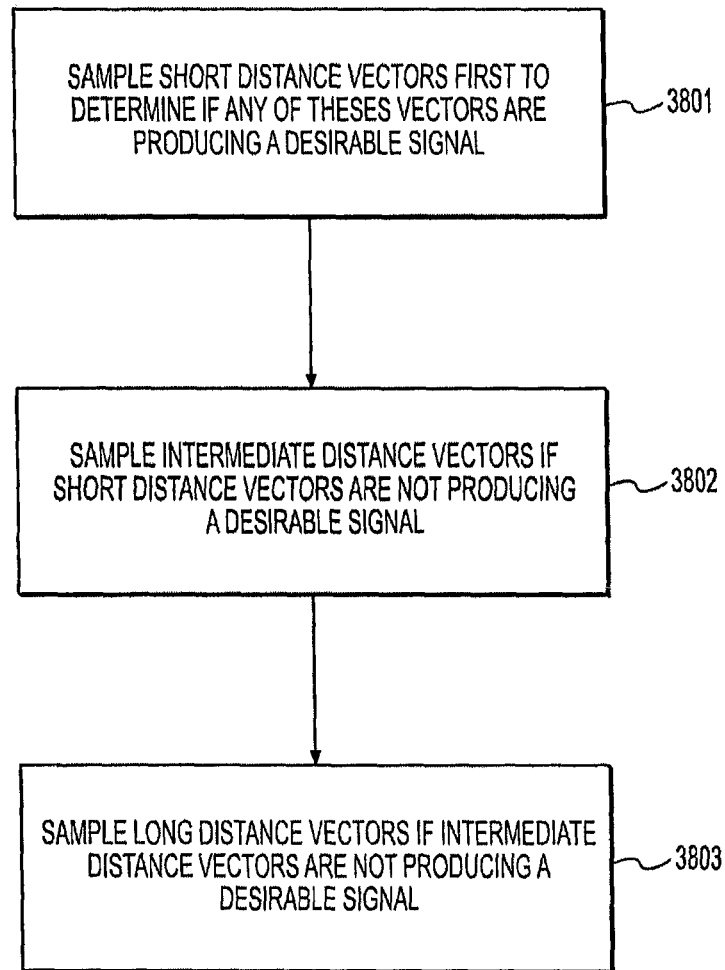 SAMPLE SHORT DISTANCE VECTORS FIRST TO
DETERMINE IF ANY OF THESES VECTORS ARE
PRODUCING A DESIRABLE SIGNAL
3801
SAMPLE INTERMEDIATE DISTANCE VECTORS IF
SHORT DISTANCE VECTORS ARE NOT PRODUCING
A DESIRABLE SIGNAL
3802
SAMPLE LONG DISTANCE VECTORS IF INTERMEDIATE
DISTANCE VECTORS ARE NOT PRODUCING A
DESIRABLE SIGNAL
3803